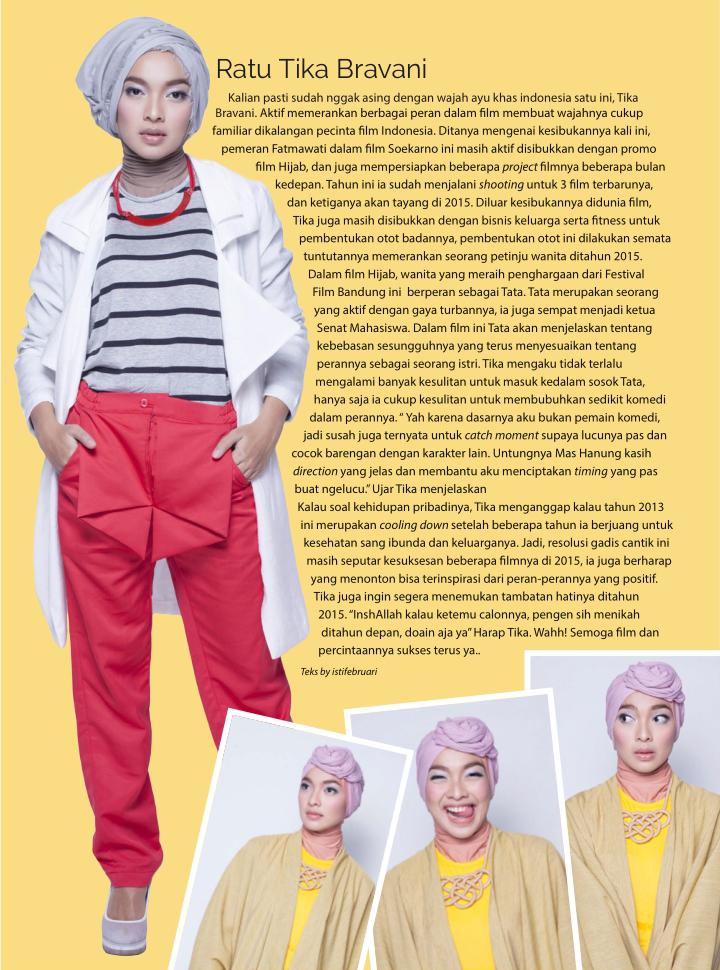 Ratu Tika Bravani
Kalian pasti sudah nggak asing dengan wajah ayu khas indonesia satu ini, Tika
Bravani. Aktif memerankan berbagai peran dalam film membuat wajahnya cukup
familiar dikalangan pecinta film Indonesia. Ditanya mengenai kesibukannya kali ini,
pemeran Fatmawati dalam film Soekarno ini masih aktif disibukkan dengan promo
film Hijab, dan juga mempersiapkan beberapa project filmnya beberapa bulan
kedepan. Tahun ini ia sudah menjalani shooting untuk 3 film terbarunya,
dan ketiganya akan tayang di 2015. Diluar kesibukannya didunia film,
Tika juga masih disibukkan dengan bisnis keluarga serta fitness untuk
pembentukan otot badannya, pembentukan otot ini dilakukan semata
tuntutannya memerankan seorang petinju wanita ditahun 2015.
Dalam film Hijab, wanita yang meraih penghargaan dari Festival
Film Bandung ini berperan sebagai Tata. Tata merupakan seorang
yang aktif dengan gaya turbannya, ia juga sempat menjadi ketua
Senat Mahasiswa. Dalam film ini Tata akan menjelaskan tentang
kebebasan sesungguhnya yang terus menyesuaikan tentang
perannya sebagai seorang istri. Tika mengaku tidak terlalu
mengalami banyak kesulitan untuk masuk kedalam sosok Tata,
hanya saja ia cukup kesulitan untuk membubuhkan sedikit komedi
dalam perannya. “ Yah karena dasarnya aku bukan pemain komedi,
jadi susah juga ternyata untuk catch moment supaya lucunya pas dan
cocok barengan dengan karakter lain. Untungnya Mas Hanung kasih
direction yang jelas dan membantu aku menciptakan timing yang pas
buat ngelucu.” Ujar Tika menjelaskan
Kalau soal kehidupan pribadinya, Tika menganggap kalau tahun 2013
ini merupakan cooling down setelah beberapa tahun ia berjuang untuk
kesehatan sang ibunda dan keluarganya. Jadi, resolusi gadis cantik ini
masih seputar kesuksesan beberapa filmnya di 2015, ia juga berharap
yang menonton bisa terinspirasi dari peran-perannya yang positif.
Tika juga ingin segera menemukan tambatan hatinya ditahun
2015. “InshAllah kalau ketemu calonnya, pengen sih menikah
ditahun depan, doain aja ya” Harap Tika. Wahh! Semoga film dan
percintaannya sukses terus ya..
Teks by istifebruari